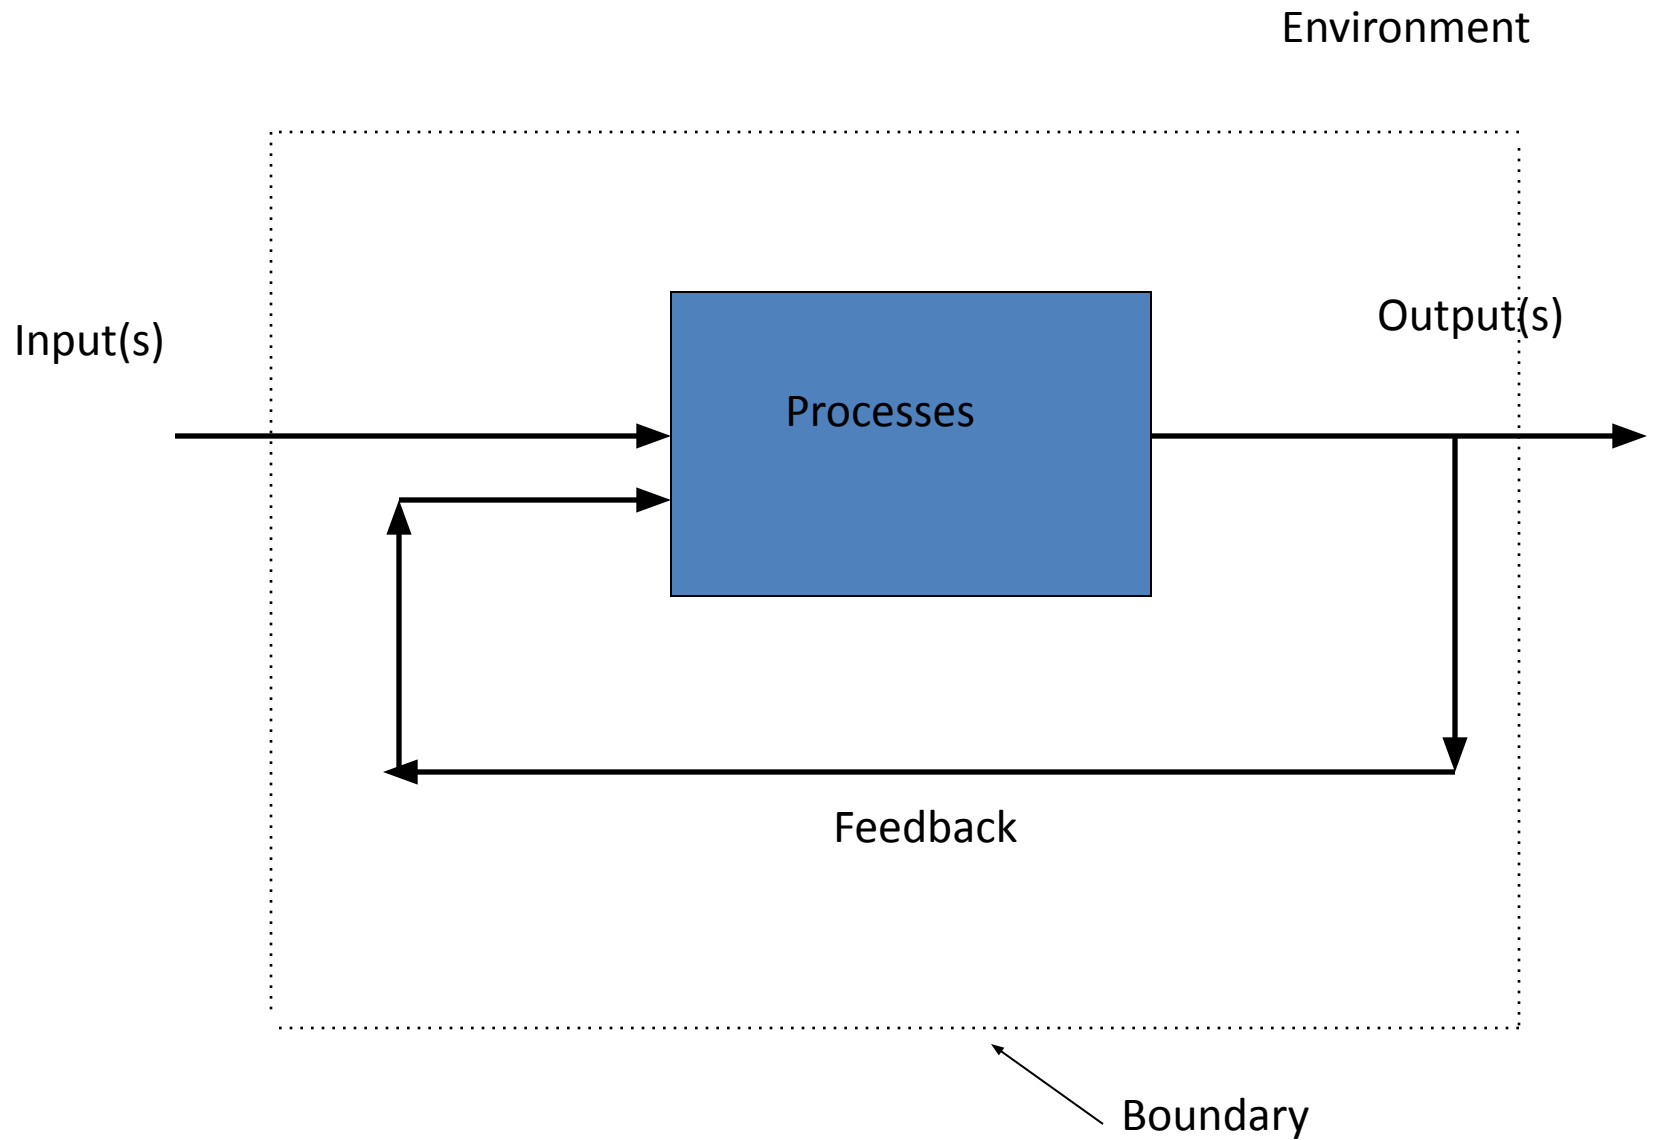 Environment
Input(s)
Output(s)
Processes
Feedback
Boundary